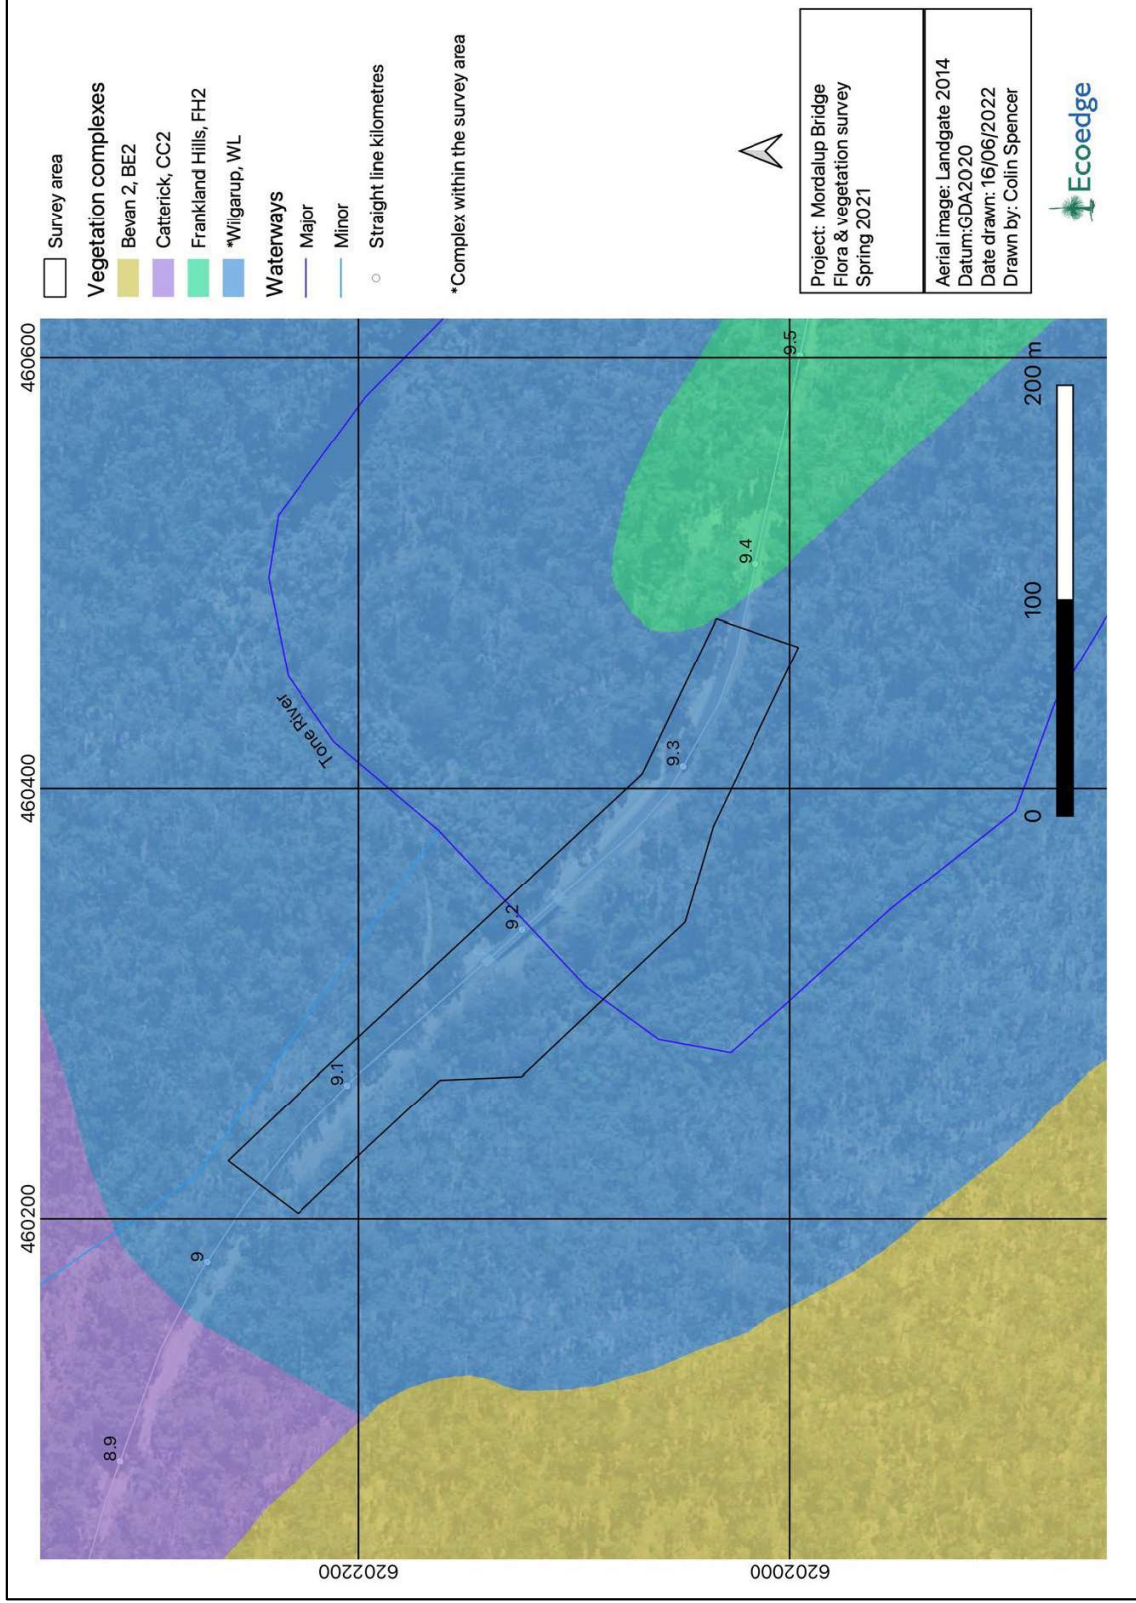 460200
460400
460600
6202200
6202000
8.9
9
9.1
9.2
9.3
9.4
9.5
Tone River
0
100
200 m
Survey area
Vegetation complexes
Bevan 2, BE2
Catterick, CC2
Frankland Hills, FH2
*Wilgarup, WL
Waterways
Major
Minor
Straight line kilometres
*Complex within the survey area
Project: Mordalup Bridge
Flora & vegetation survey
Spring 2021
Aerial image: Landgate 2014
Datum:GDA2020
Date drawn: 16/06/2022
Drawn by: Colin Spencer
Ecoedge